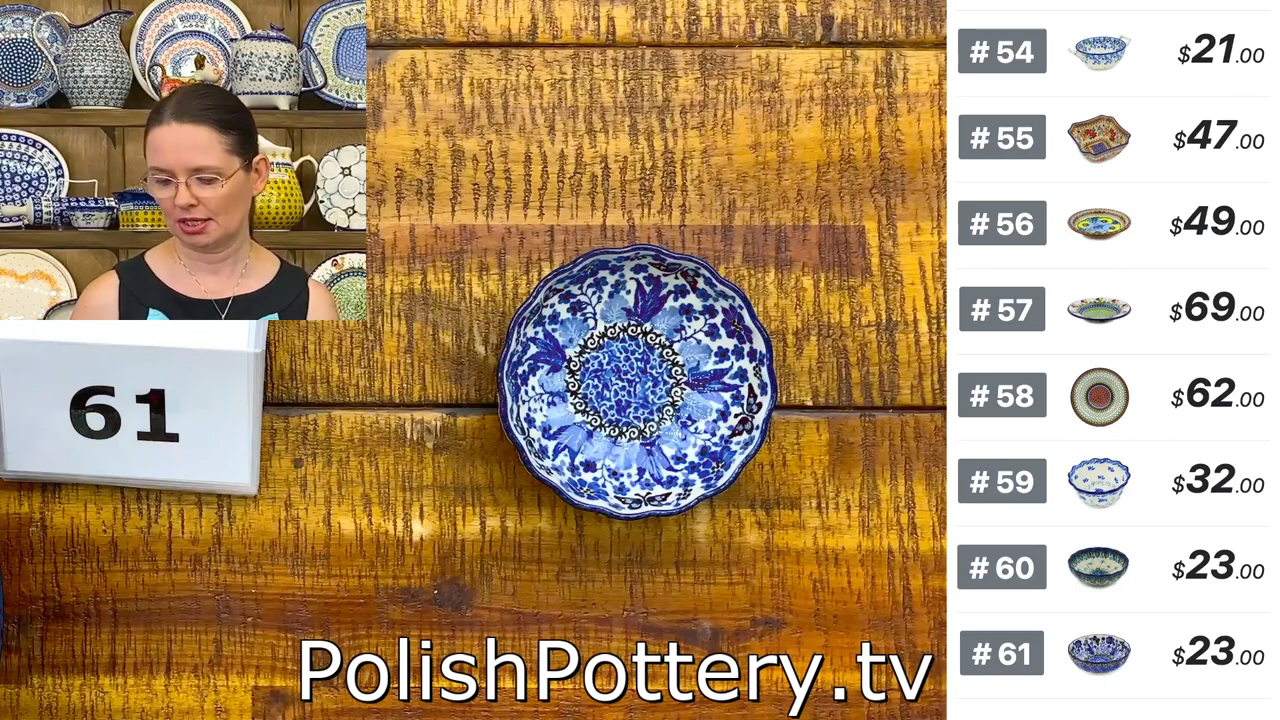 61
PolishPottery.tv
# 54 $21.00
# 55 $47.00
# 56 $49.00
# 57 $69.00
# 58 $62.00
# 59 $32.00
# 60 $23.00
# 61 $23.00